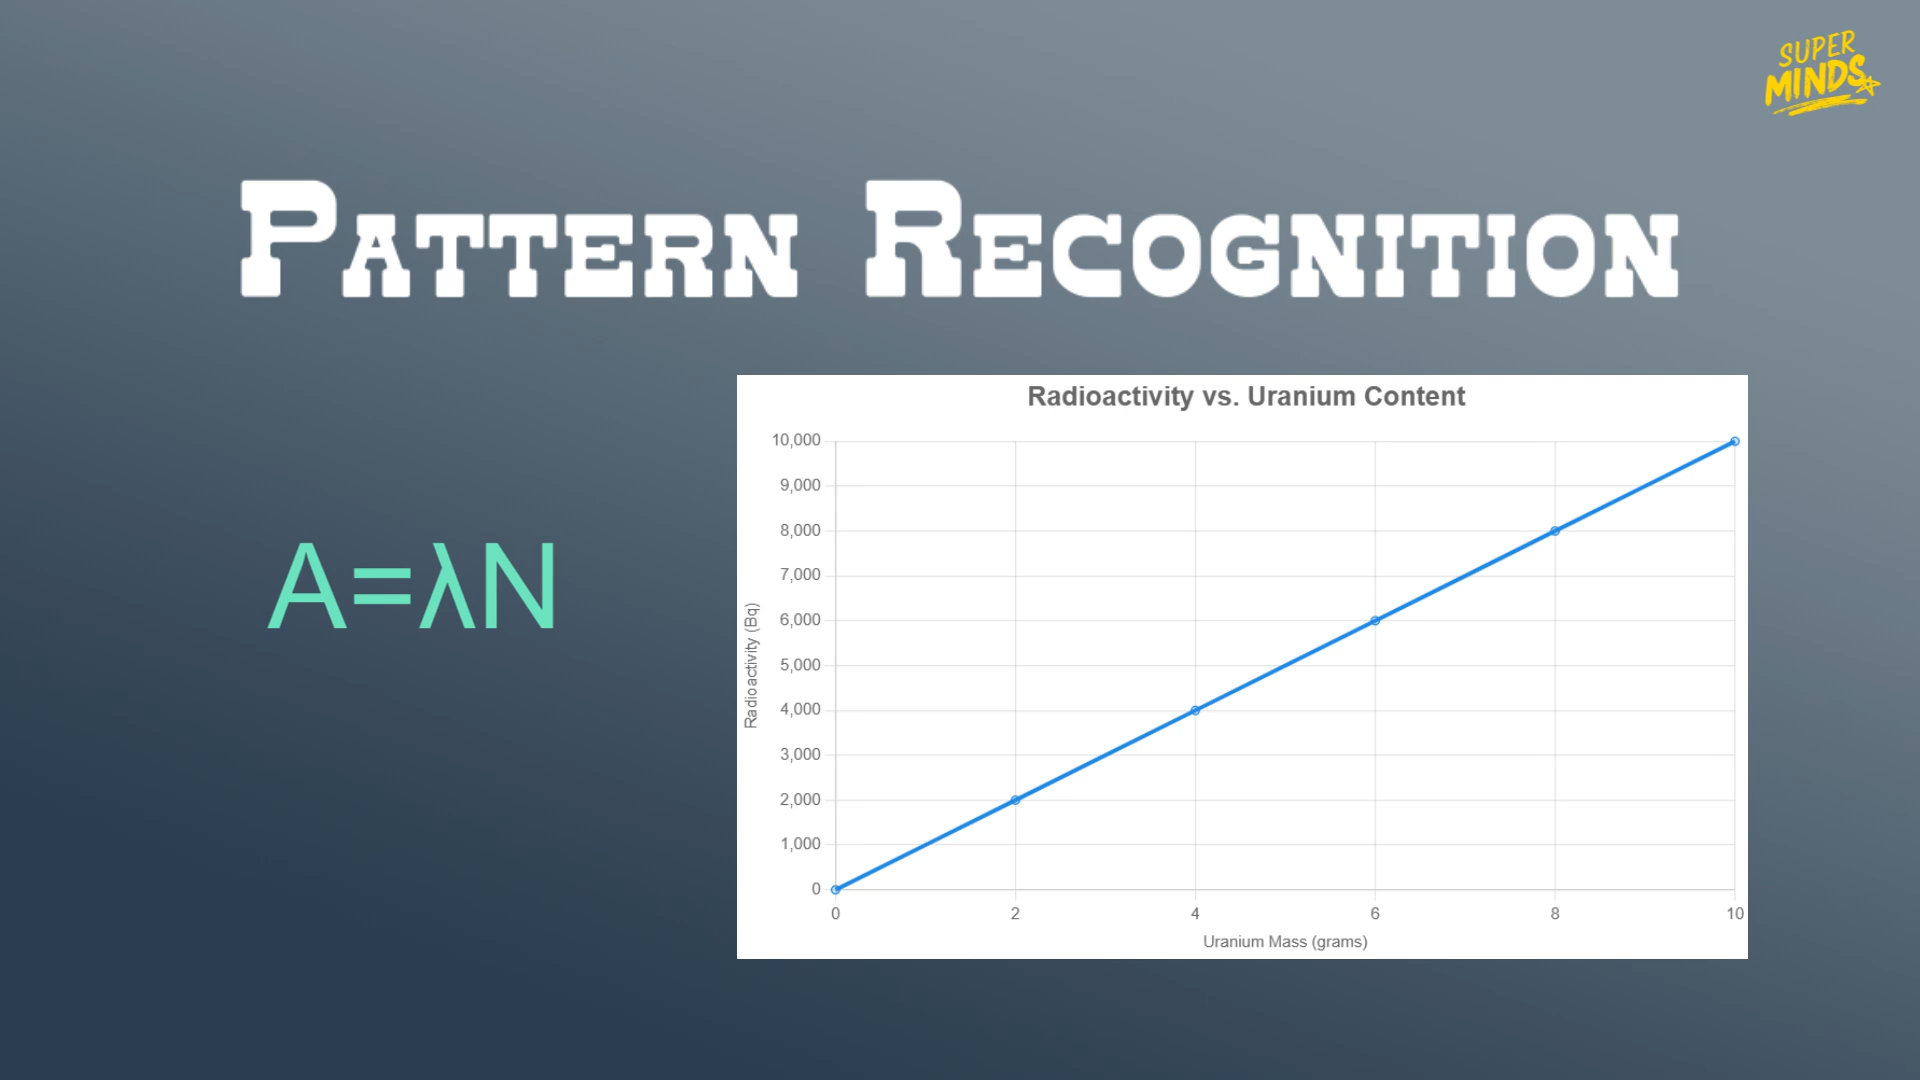 SUPER
MINDS
PATTERN RECOGNITION
A=λN
Radioactivity vs. Uranium Content
10,000
9,000
8,000
7,000
6,000
5,000
4,000
3,000
2,000
1,000
0
Radioactivity (Bq)
0 2 4 6 8 10
Uranium Mass (grams)